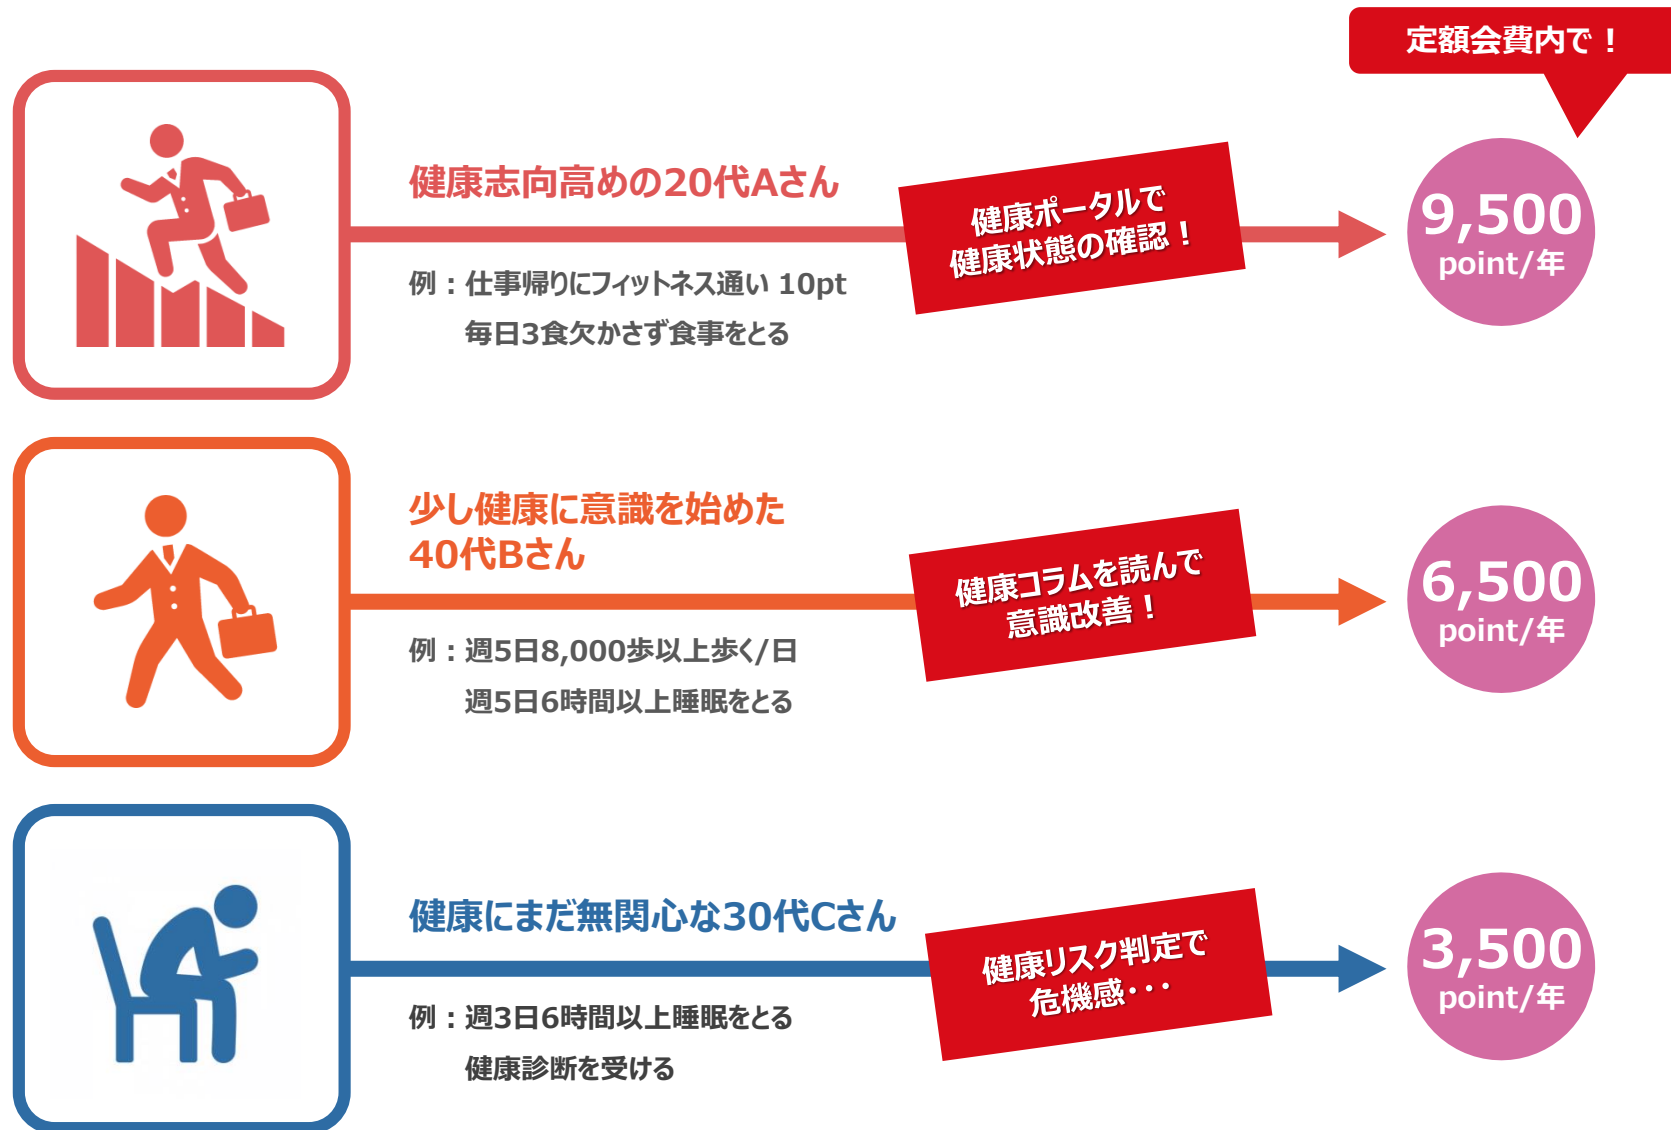 定額会費内で！
健康志向高めの20代Aさん
例：仕事帰りにフィットネス通い 10pt
毎日3食欠かさず食事をとる
健康ポータルで
健康状態の確認！
9,500
point/年
少し健康に意識を始めた
40代Bさん
例：週5日8,000歩以上歩く/日
週5日6時間以上睡眠をとる
健康コラムを読んで
意識改善！
6,500
point/年
健康にまだ無関心な30代Cさん
例：週3日6時間以上睡眠をとる
健康診断を受ける
健康リスク判定で
危機感･･･
3,500
point/年